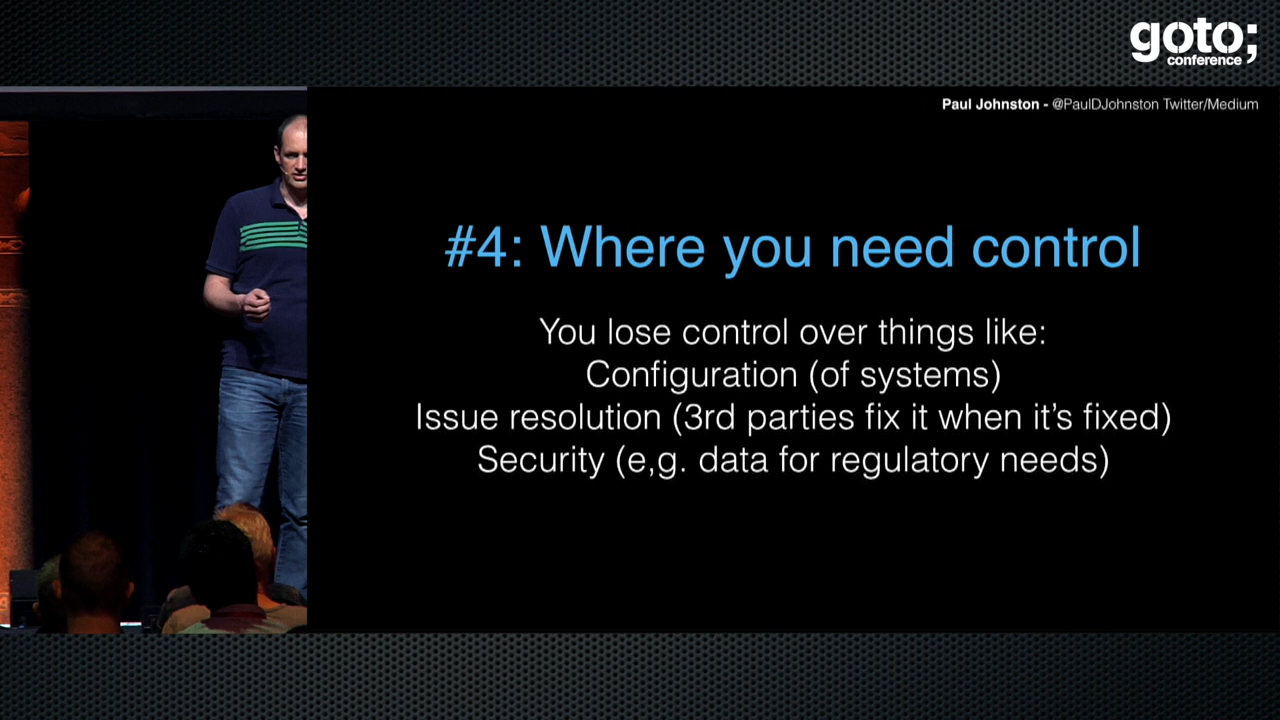 goto;
conference
Paul Johnston - @PaulDJohnston Twitter/Medium
#4: Where you need control
You lose control over things like:
Configuration (of systems)
Issue resolution (3rd parties fix it when it's fixed)
Security (e,g. data for regulatory needs)